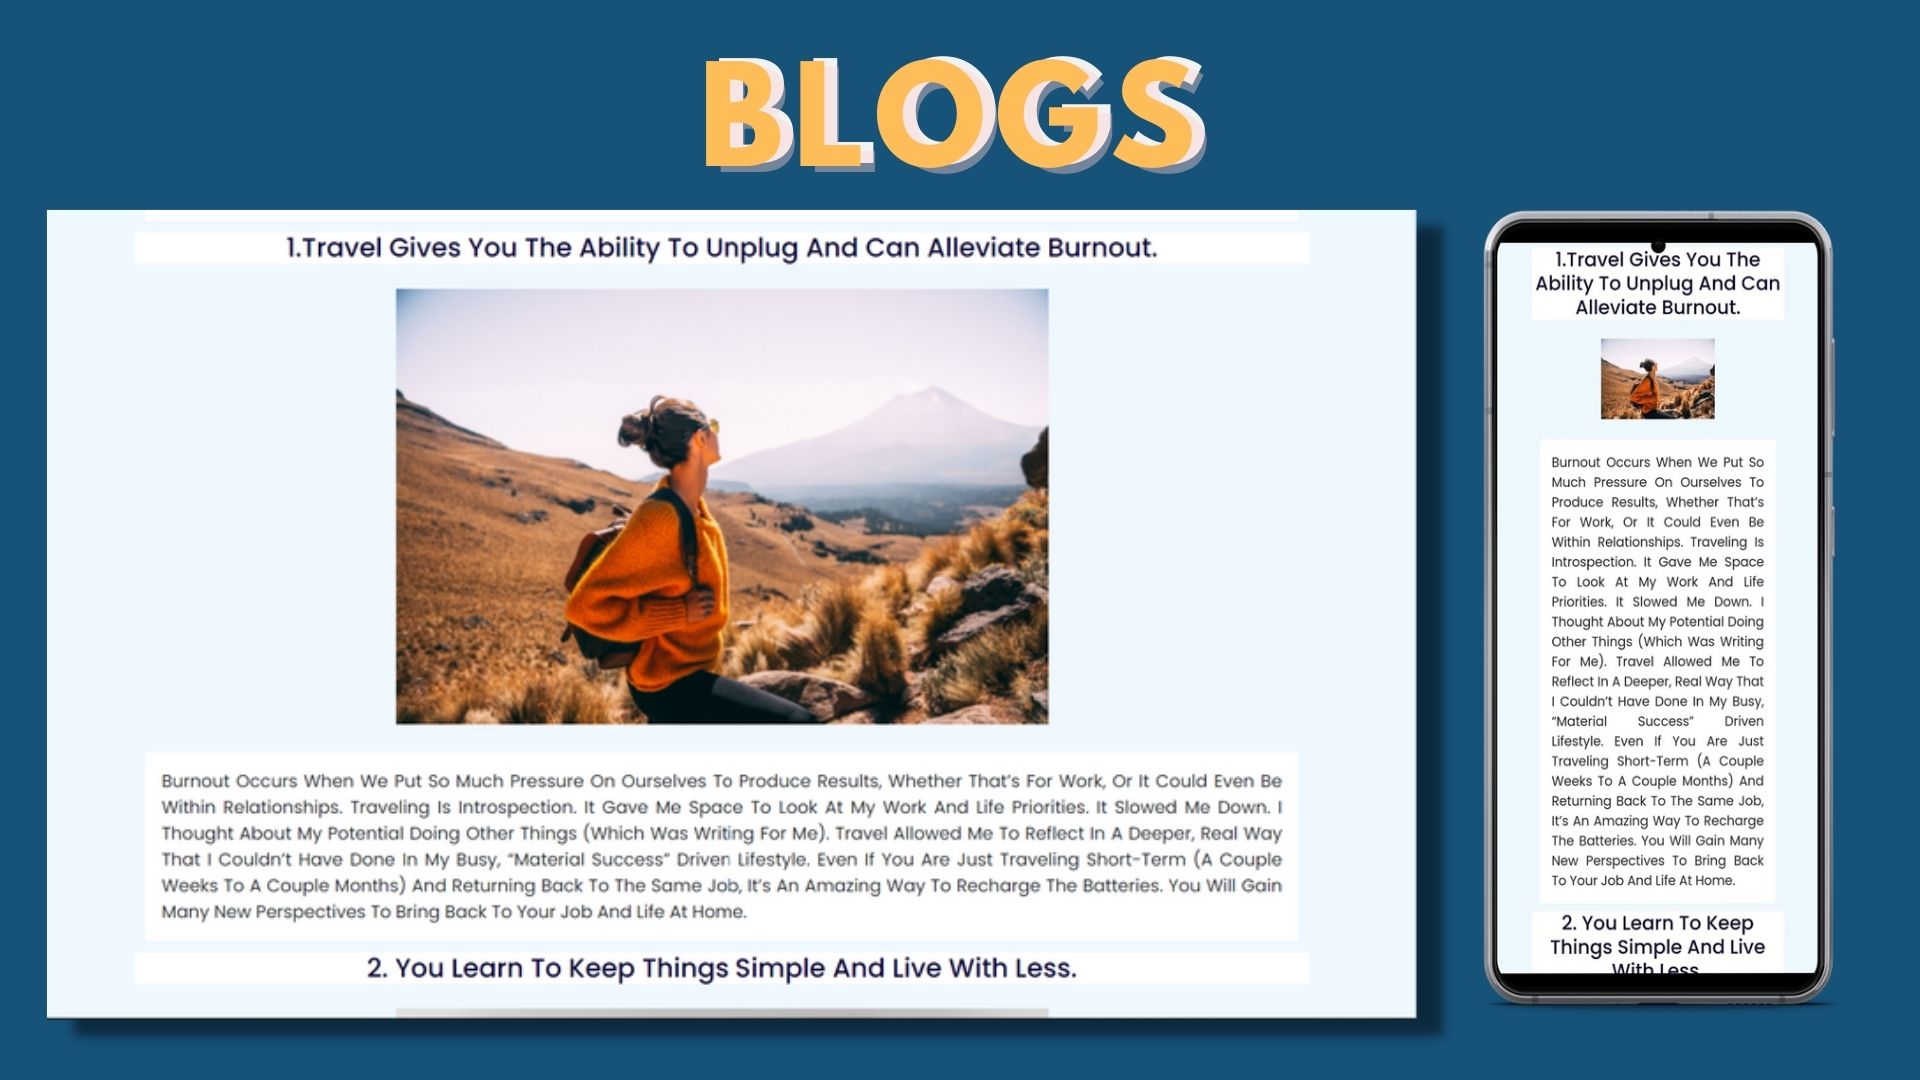 BLOGS
1.Travel Gives You The Ability To Unplug And Can Alleviate Burnout.
Burnout Occurs When We Put So Much Pressure On Ourselves To Produce Results, Whether That's For Work, Or It Could Even Be
Within Relationships. Traveling Is Introspection. It Gave Me Space To Look At My Work And Life Priorities. It Slowed Me Down. I
Thought About My Potential Doing Other Things (Which Was Writing For Me). Travel Allowed Me To Reflect In A Deeper, Real Way
That I Couldn't Have Done In My Busy, “Material Success” Driven Lifestyle. Even If You Are Just Traveling Short-Term (A Couple
Weeks To A Couple Months) And Returning Back To The Same Job, It's An Amazing Way To Recharge The Batteries. You Will Gain
Many New Perspectives To Bring Back To Your Job And Life At Home.
2. You Learn To Keep Things Simple And Live With Less.
1.Travel Gives You The
Ability To Unplug And Can
Alleviate Burnout.
Burnout Occurs When We Put So
Much Pressure On Ourselves To
Produce Results, Whether That's
For Work, Or It Could Even Be
Within Relationships. Traveling Is
Introspection. It Gave Me Space
To Look At My Work And Life
Priorities. It Slowed Me Down. I
Thought About My Potential Doing
Other Things (Which Was Writing
For Me). Travel Allowed Me To
Reflect In A Deeper, Real Way That
I Couldn't Have Done In My Busy,
“Material Success” Driven
Lifestyle. Even If You Are Just
Traveling Short-Term (A Couple
Weeks To A Couple Months) And
Returning Back To The Same Job,
It's An Amazing Way To Recharge
The Batteries. You Will Gain Many
New Perspectives To Bring Back
To Your Job And Life At Home.
2. You Learn To Keep
Things Simple And Live
With Less